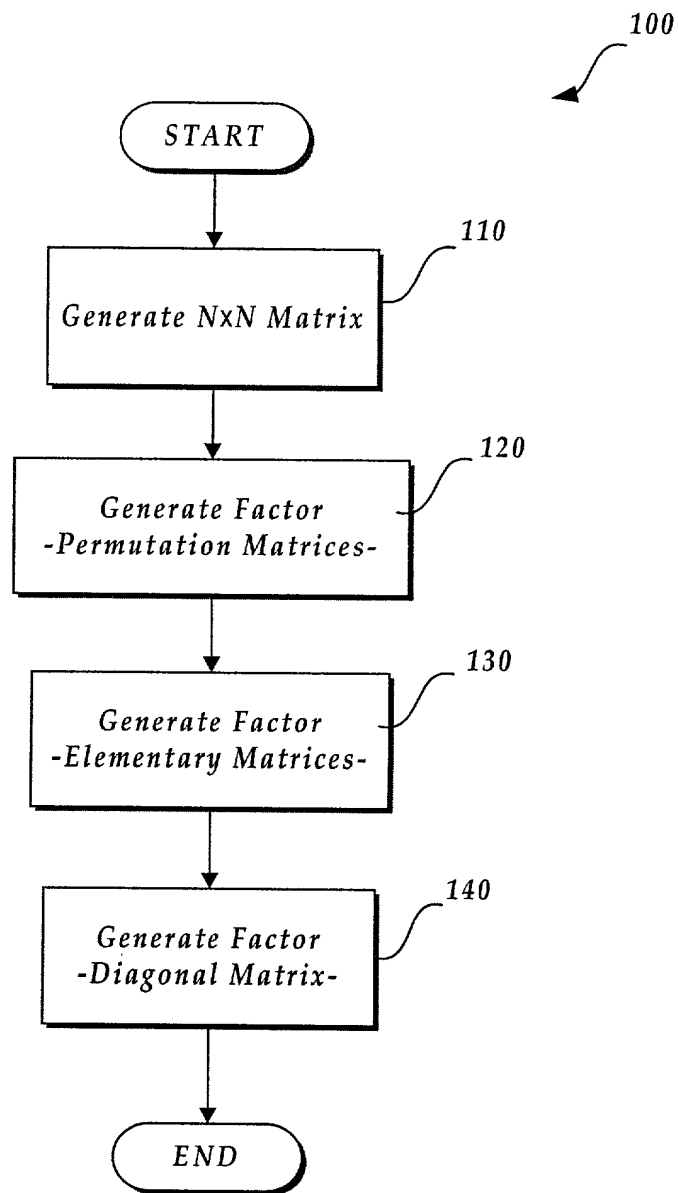 100
START
110
Generate NxN Matrix
120
Generate Factor
-Permutation Matrices-
130
Generate Factor
-Elementary Matrices-
140
Generate Factor
-Diagonal Matrix-
END